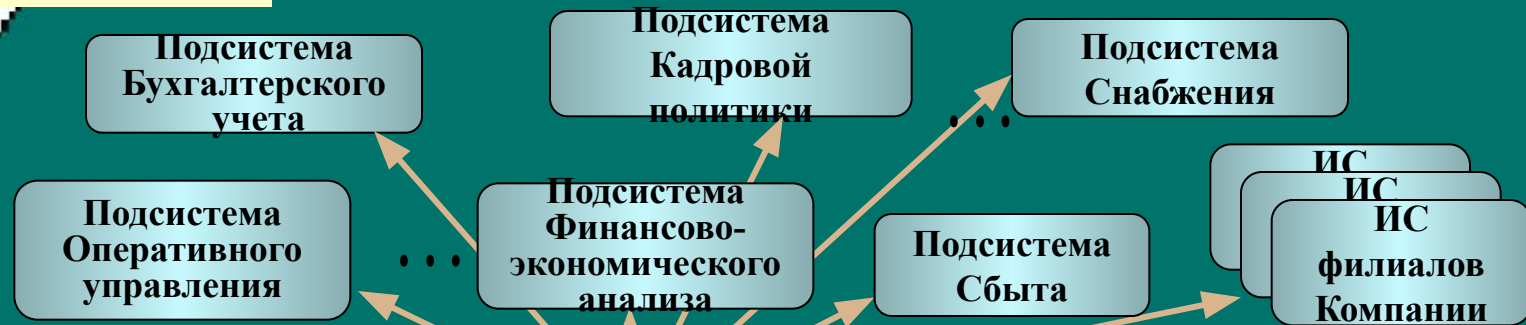 Подсистема
Бухгалтерского
учета
Подсистема
Кадровой
политики
Подсистема
Снабжения
...
Подсистема
Оперативного
управления
...
Подсистема
Финансово-
экономического
анализа
Подсистема
Сбыта
ИС
ИС
ИС
филиалов
Компании